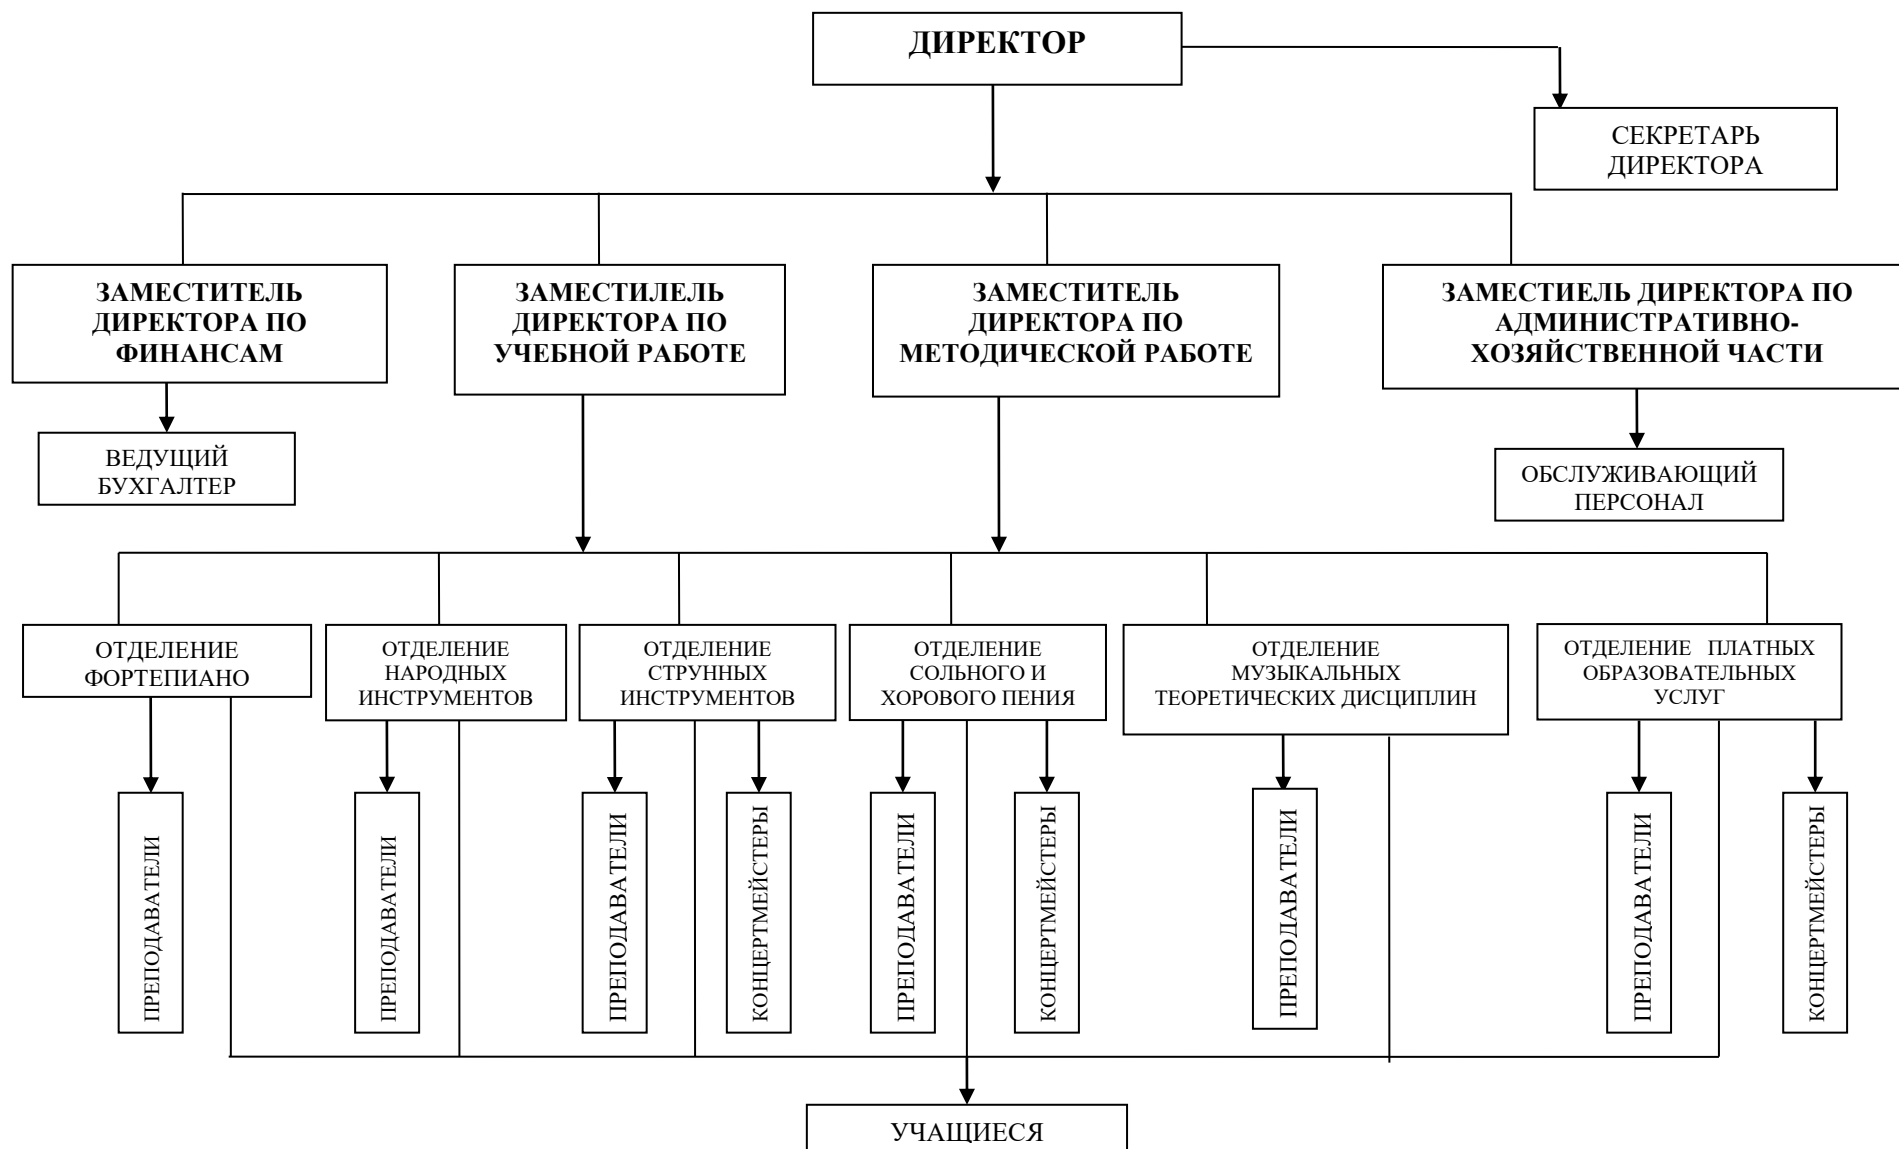 ДИРЕКТОР
СЕКРЕТАРЬ
ДИРЕКТОРА
ЗАМЕСТИТЕЛЬ
ДИРЕКТОРА ПО
ФИНАНСАМ
ЗАМЕСТИЛЕЛЬ
ДИРЕКТОРА ПО
УЧЕБНОЙ РАБОТЕ
ЗАМЕСТИТЕЛЬ
ДИРЕКТОРА ПО
МЕТОДИЧЕСКОЙ РАБОТЕ
ЗАМЕСТИЕЛЬ ДИРЕКТОРА ПО
АДМИНИСТРАТИВНО-
ХОЗЯЙСТВЕННОЙ ЧАСТИ
ВЕДУЩИЙ
БУХГАЛТЕР
ОБСЛУЖИВАЮЩИЙ
ПЕРСОНАЛ
ОТДЕЛЕНИЕ
ФОРТЕПИАНО
ОТДЕЛЕНИЕ
НАРОДНЫХ
ИНСТРУМЕНТОВ
ОТДЕЛЕНИЕ
СТРУННЫХ
ИНСТРУМЕНТОВ
ОТДЕЛЕНИЕ
СОЛЬНОГО И
ХОРОВОГО ПЕНИЯ
ОТДЕЛЕНИЕ
МУЗЫКАЛЬНЫХ
ТЕОРЕТИЧЕСКИХ ДИСЦИПЛИН
ОТДЕЛЕНИЕ ПЛАТНЫХ
ОБРАЗОВАТЕЛЬНЫХ
УСЛУГ
ПРЕПОДАВАТЕЛИ
ПРЕПОДАВАТЕЛИ
ПРЕПОДАВАТЕЛИ
КОНЦЕРТМЕЙСТЕРЫ
ПРЕПОДАВАТЕЛИ
КОНЦЕРТМЕЙСТЕРЫ
ПРЕПОДАВАТЕЛИ
ПРЕПОДАВАТЕЛИ
КОНЦЕРТМЕЙСТЕРЫ
УЧАЩИЕСЯ